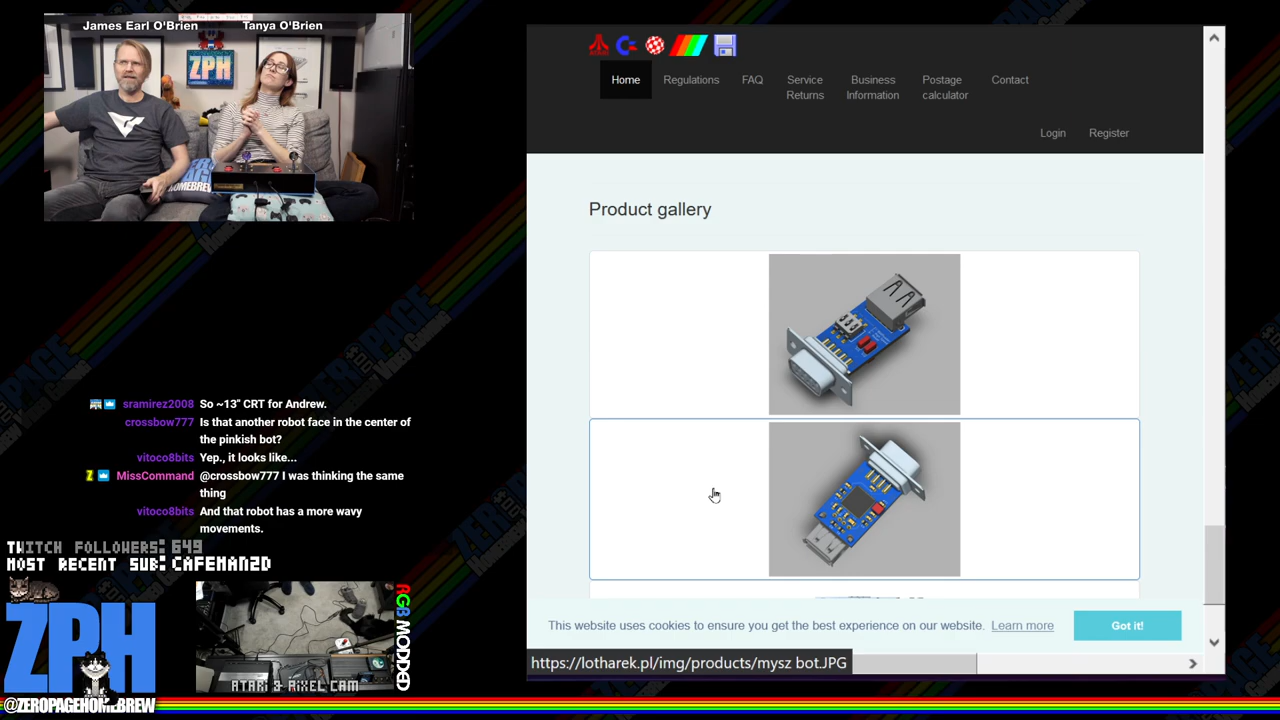 James Earl O'Brien
Tanya O'Brien
ZPH
sramirez2008 So ~13" CRT for Andrew.
crossbow777 Is that another robot face in the center
of the pinkish bot?
vitoco8bits Yep., it looks like...
Z MissCommand @crossbow777 I was thinking the same
thing
vitoco8bits And that robot has a more wavy
movements.
TWITCH FOLLOWERS: 649
MOST RECENT SUB: CAFEMAN2D
ZPH
@ZEROPAGEHOMEBREW
RGB MODDED
ATARI & PIXEL CAM
ATARI
Home
Regulations
FAQ
Service
Returns
Business
Information
Postage
calculator
Contact
Login
Register
Product gallery
This website uses cookies to ensure you get the best experience on our website. Learn more
Got it!
https://lotharek.pl/img/products/mysz bot.JPG